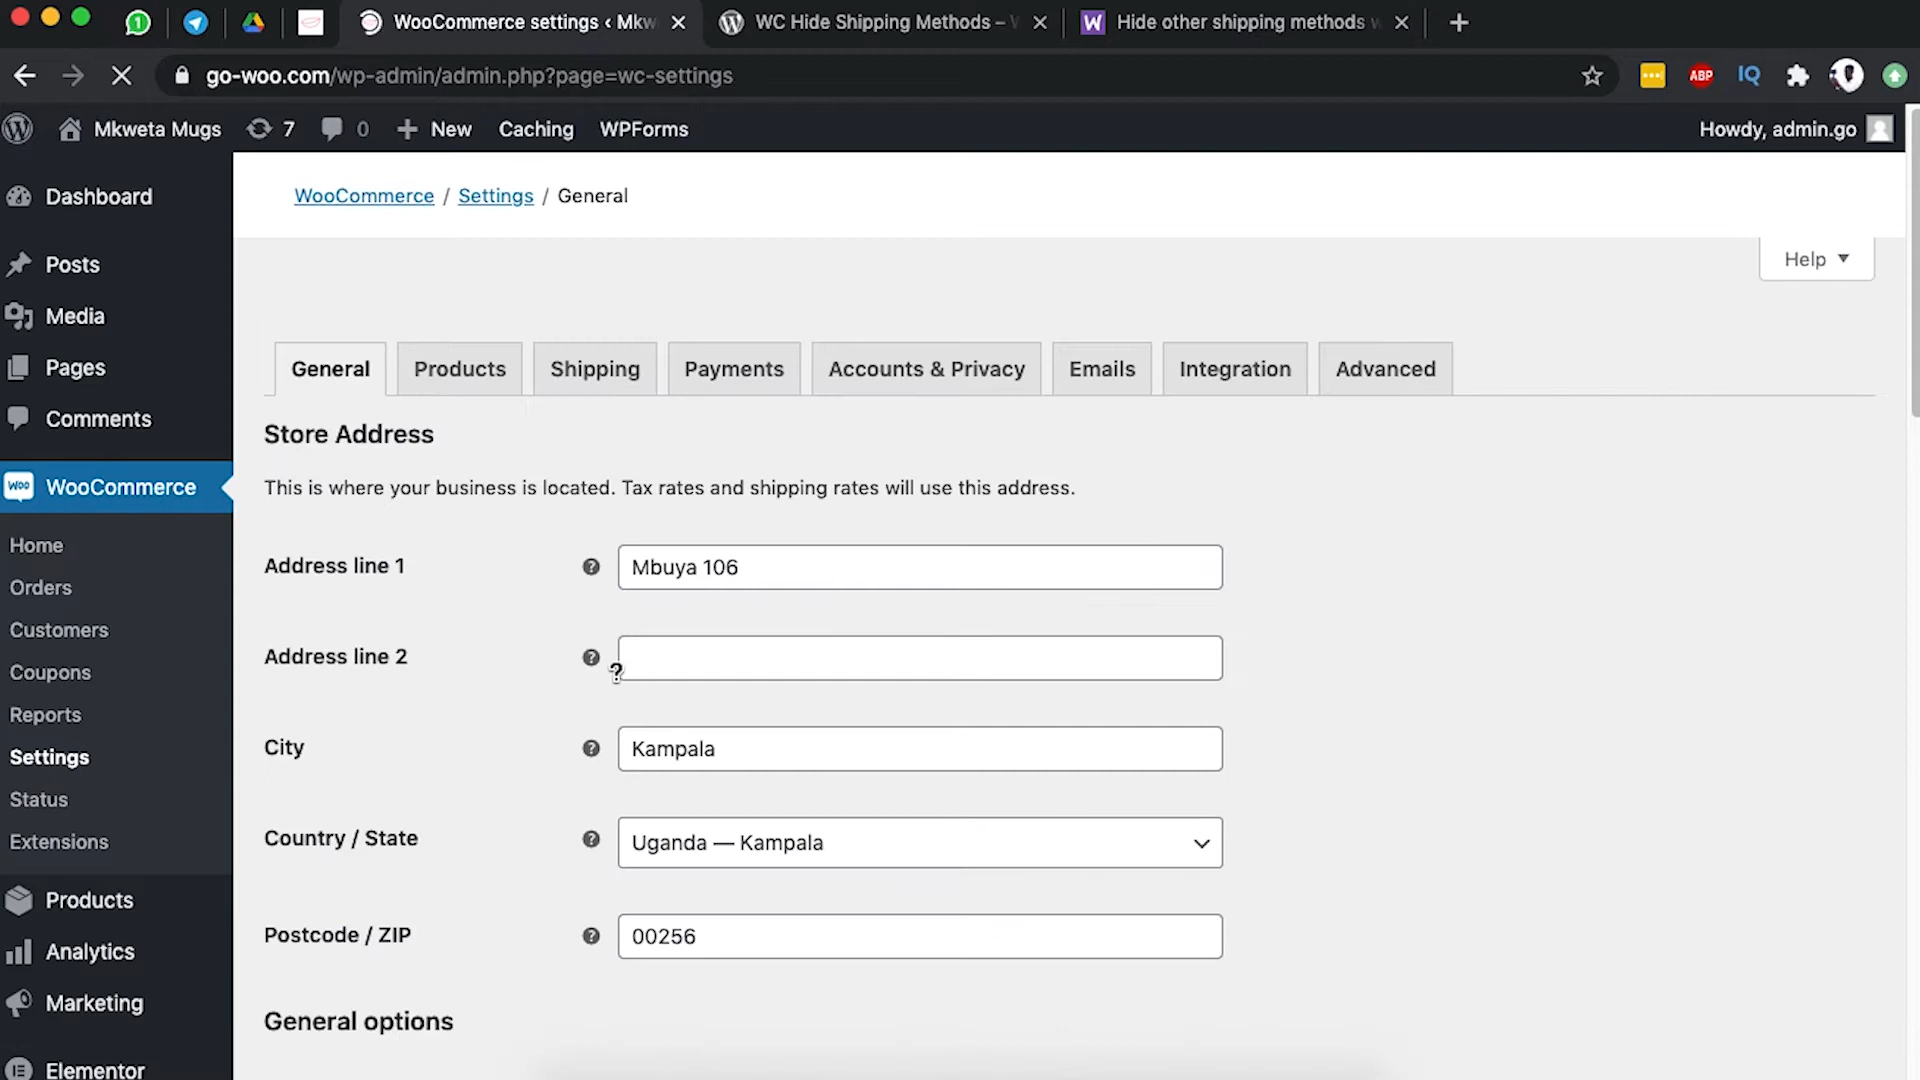 WooCommerce settings ‹ Mkw
WC Hide Shipping Methods –
Hide other shipping methods
go-woo.com/wp-admin/admin.php?page=wc-settings
ABP
IQ
Mkweta Mugs
7
0
New
Caching
WPForms
Howdy, admin.go
Dashboard
Posts
Media
Pages
Comments
WooCommerce
Home
Orders
Customers
Coupons
Reports
Settings
Status
Extensions
Products
Analytics
Marketing
Elementor
WooCommerce / Settings / General
Help
General
Products
Shipping
Payments
Accounts & Privacy
Emails
Integration
Advanced
Store Address
This is where your business is located. Tax rates and shipping rates will use this address.
Address line 1
Mbuya 106
Address line 2
City
Kampala
Country / State
Uganda — Kampala
Postcode / ZIP
00256
General options